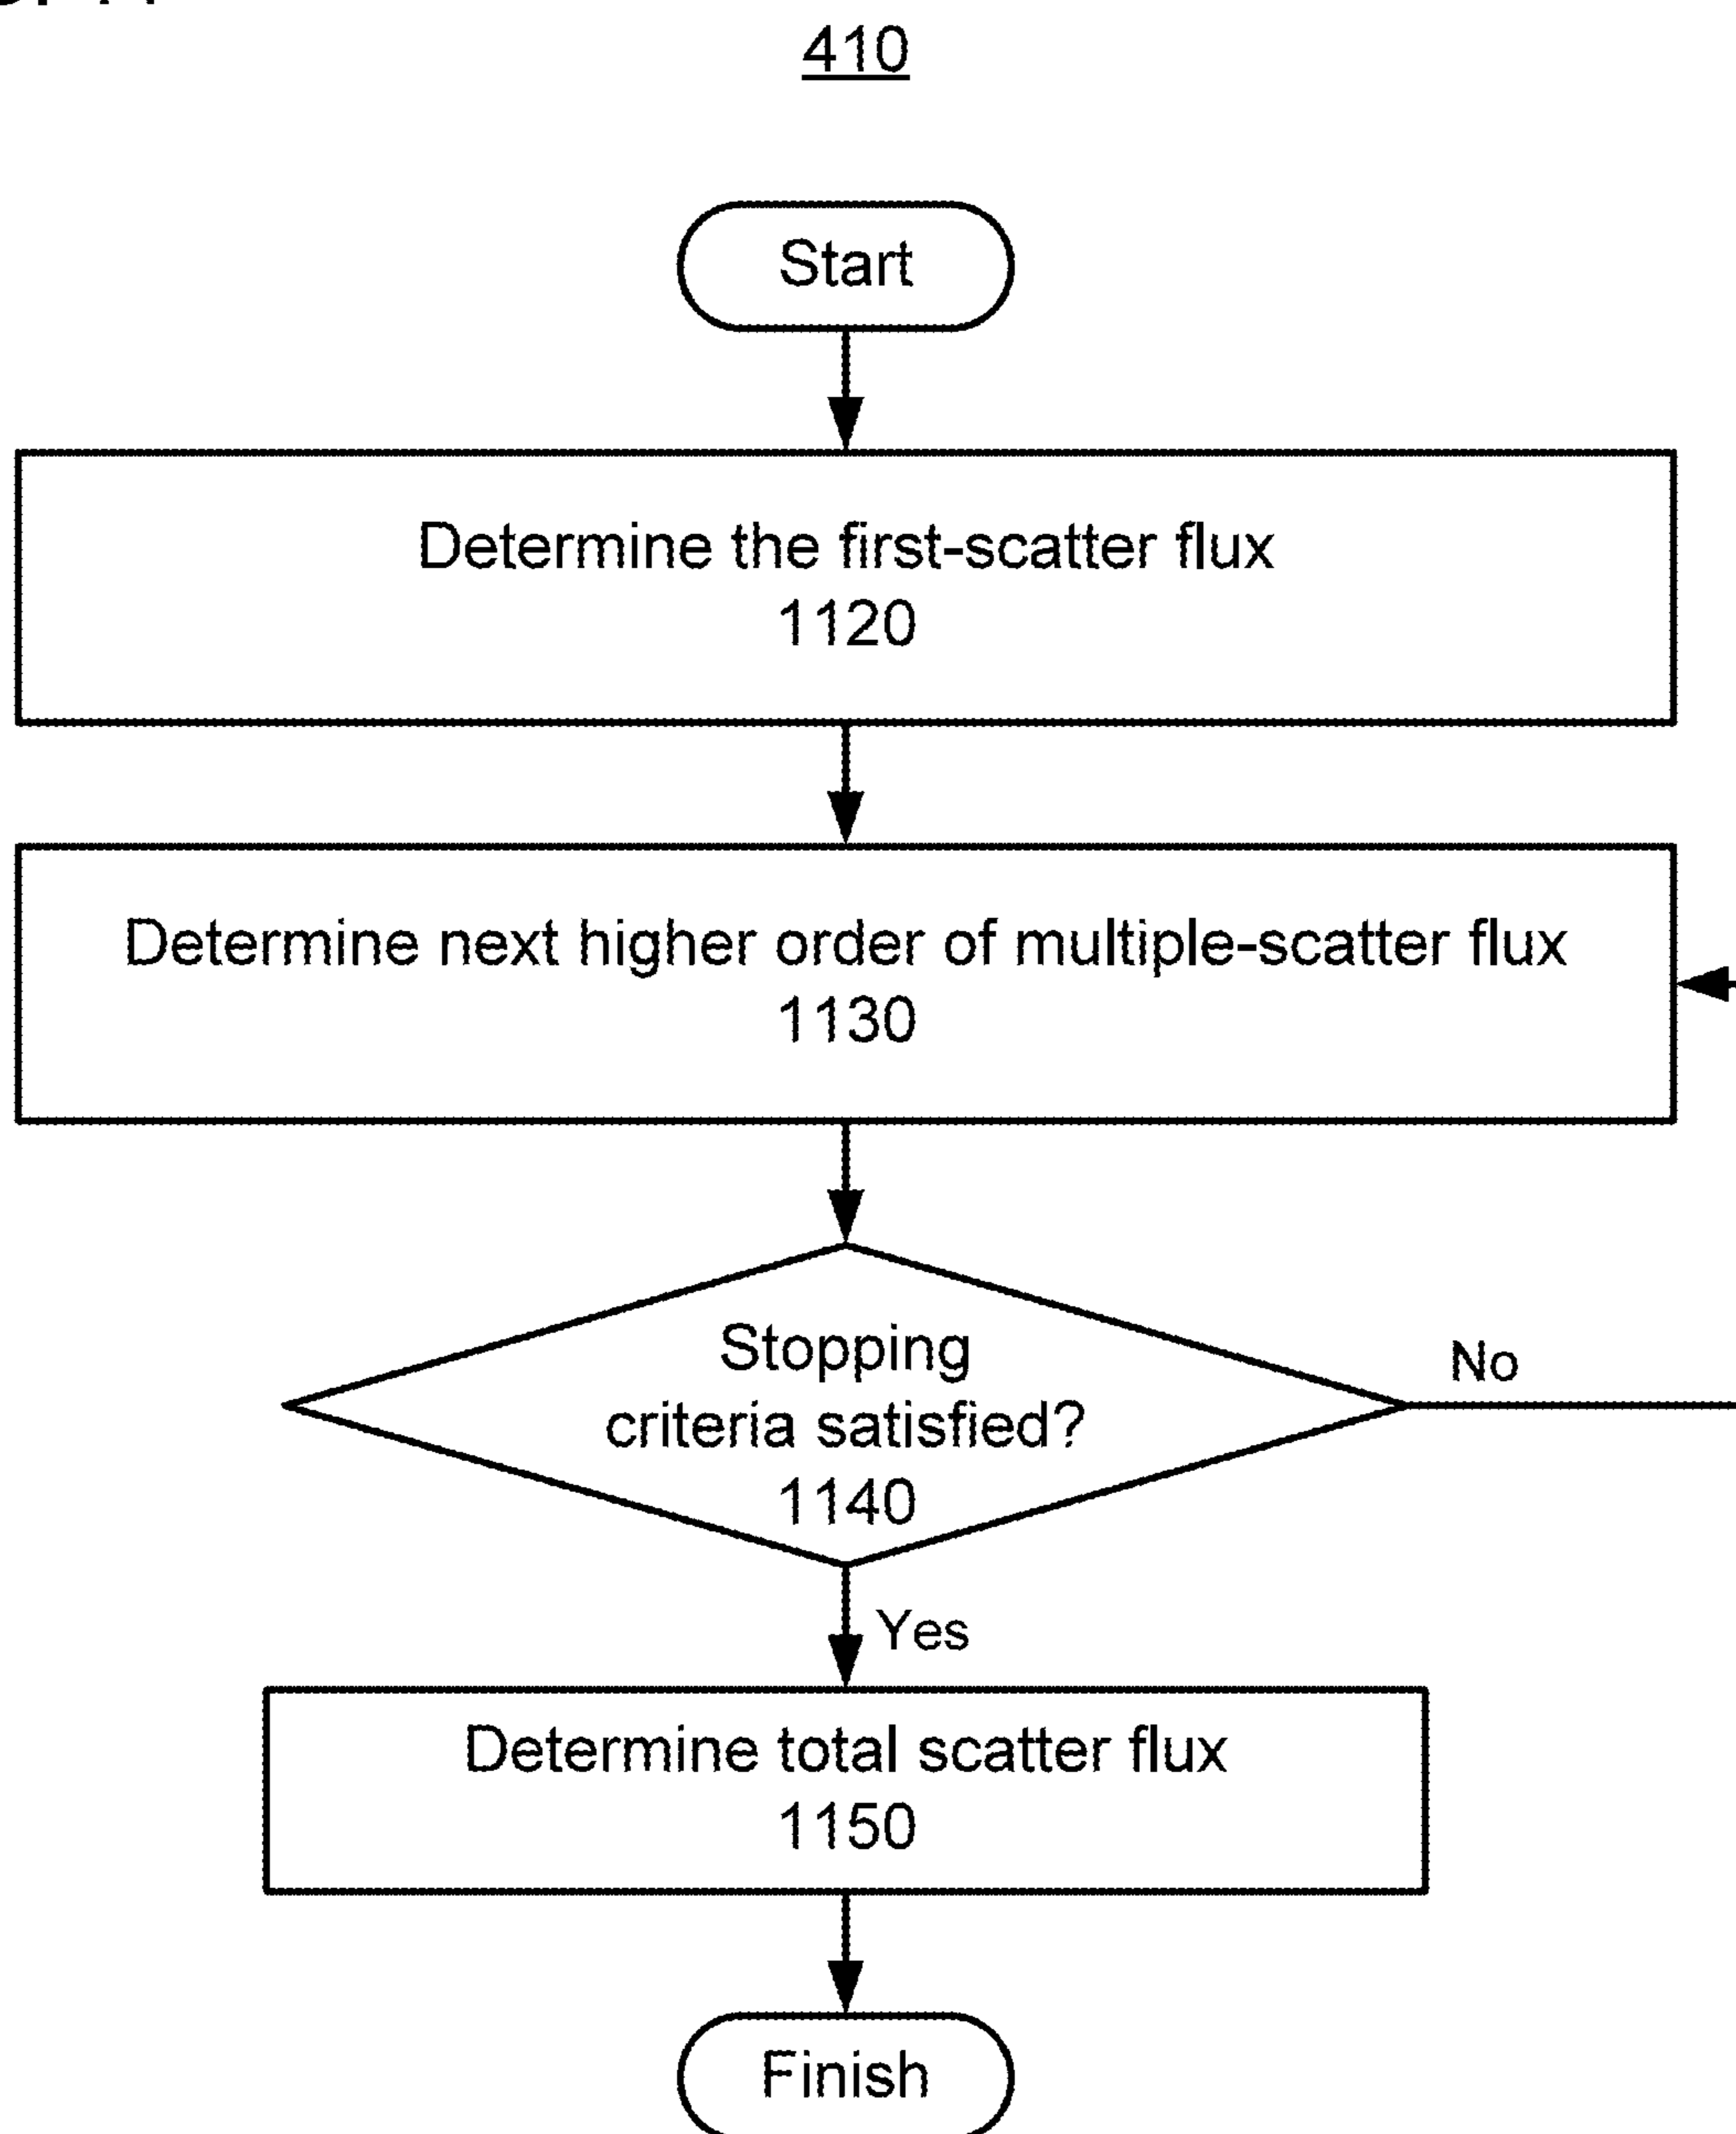 410
Start
Determine the first-scatter flux
1120
Determine next higher order of multiple-scatter flux
1130
Stopping
criteria satisfied?
1140
No
Yes
Determine total scatter flux
1150
Finish